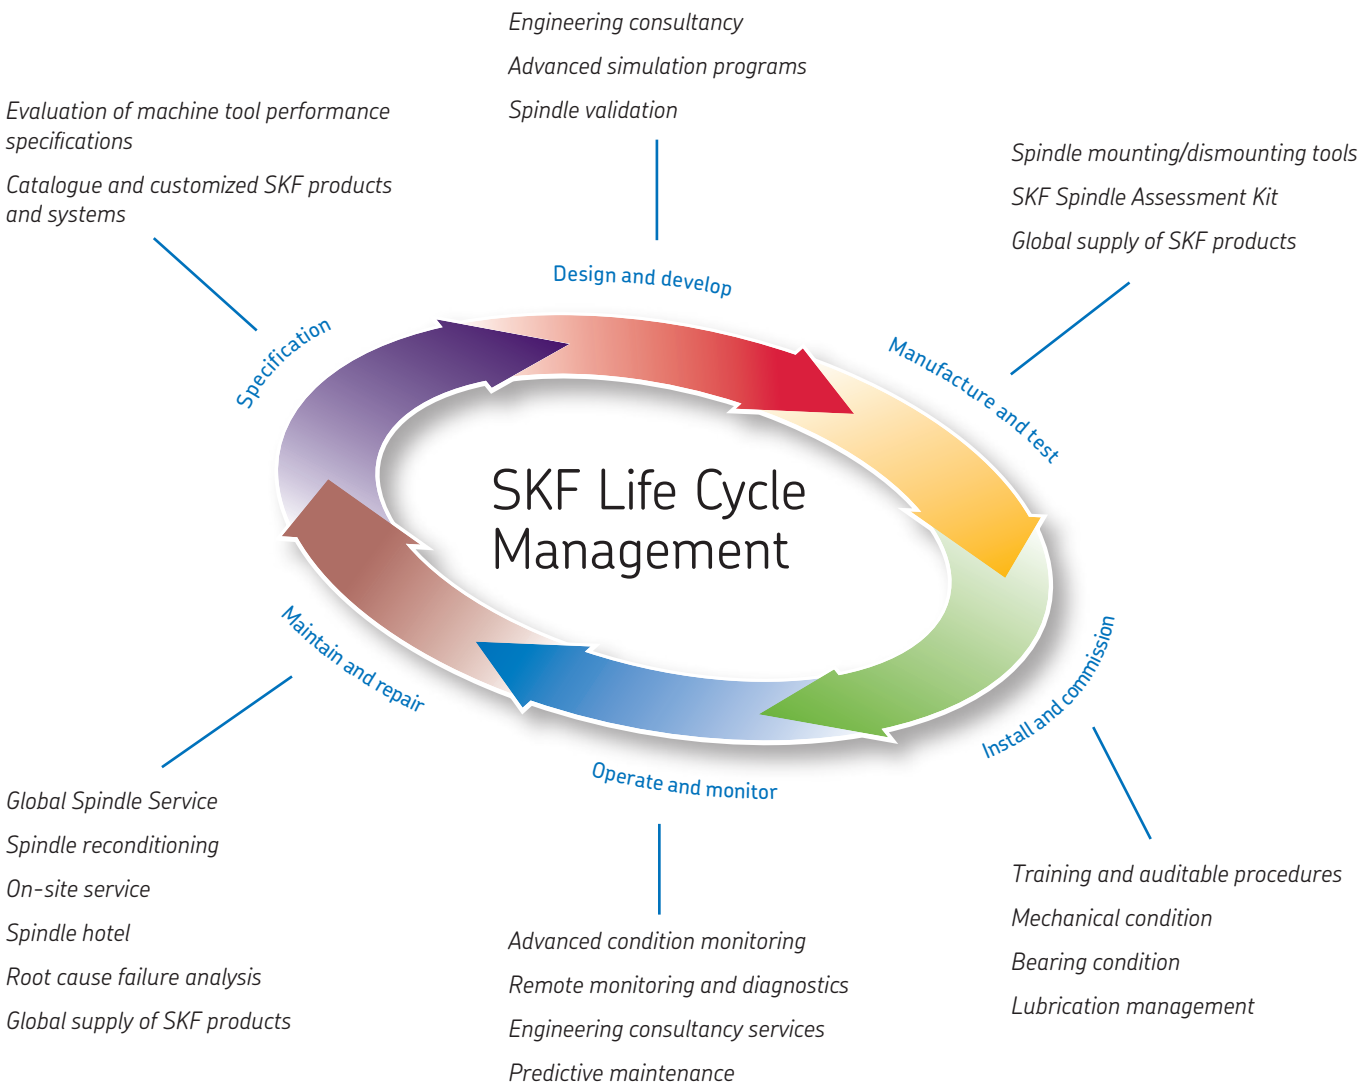 Engineering consultancy
Advanced simulation programs
Spindle validation
Evaluation of machine tool performance
specifications
Catalogue and customized SKF products
and systems
Spindle mounting/dismounting tools
SKF Spindle Assessment Kit
Global supply of SKF products
Design and develop
Specification
Manufacture and test
SKF Life Cycle
Management
Maintain and repair
Install and commission
Operate and monitor
Global Spindle Service
Spindle reconditioning
On-site service
Spindle hotel
Root cause failure analysis
Global supply of SKF products
Advanced condition monitoring
Remote monitoring and diagnostics
Engineering consultancy services
Predictive maintenance
Training and auditable procedures
Mechanical condition
Bearing condition
Lubrication management